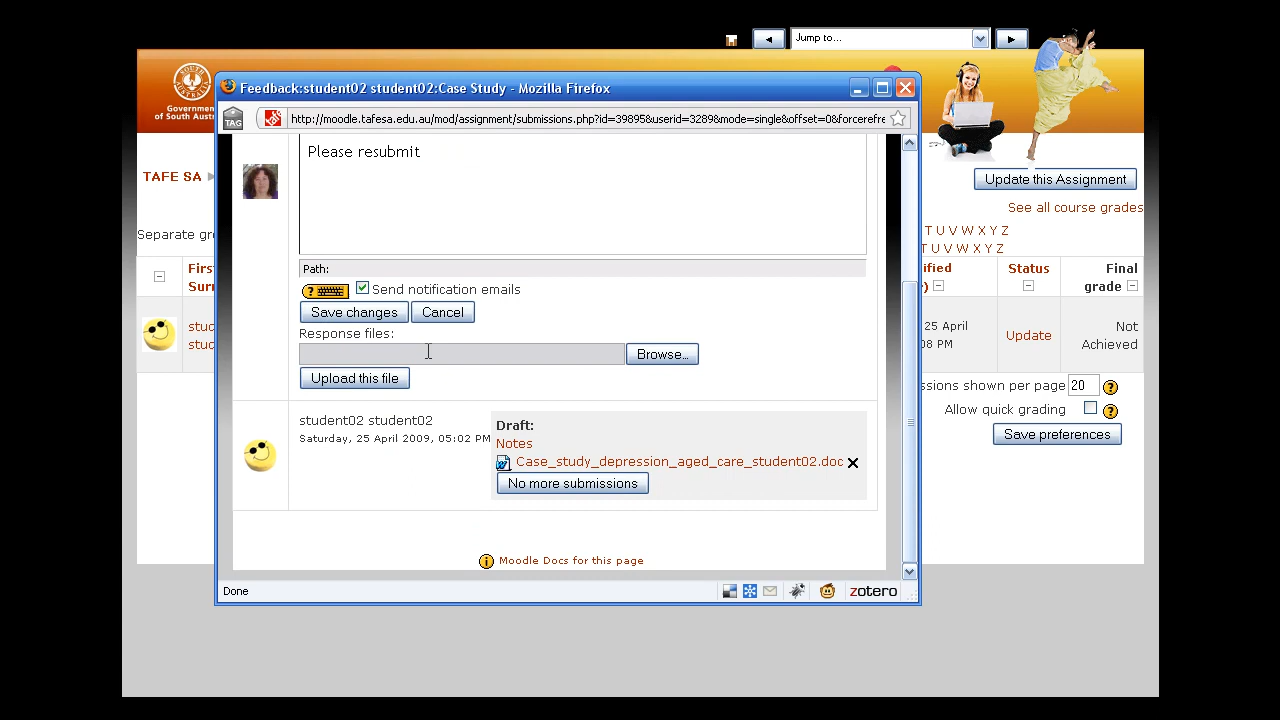 Jump to...
Government
of South Austr
Feedback:student02 student02:Case Study - Mozilla Firefox
TAG
http://moodle.tafesa.edu.au/mod/assignment/submissions.php?id=39895&userid=3289&mode=single&offset=0&forcerefre
Please resubmit
TAFE SA
Update this Assignment
See all course grades
Separate gr
T U V W X Y Z
T U V W X Y Z
Firs
Surn
ified
)
Status
Final
grade
Path:
Send notification emails
Save changes
Cancel
Response files:
Browse...
Upload this file
stu
stu
25 April
08 PM
Update
Not
Achieved
ssions shown per page 20
Allow quick grading
Save preferences
student02 student02
Saturday, 25 April 2009, 05:02 PM
Draft:
Notes
Case_study_depression_aged_care_student02.doc
No more submissions
Moodle Docs for this page
Done
zotero